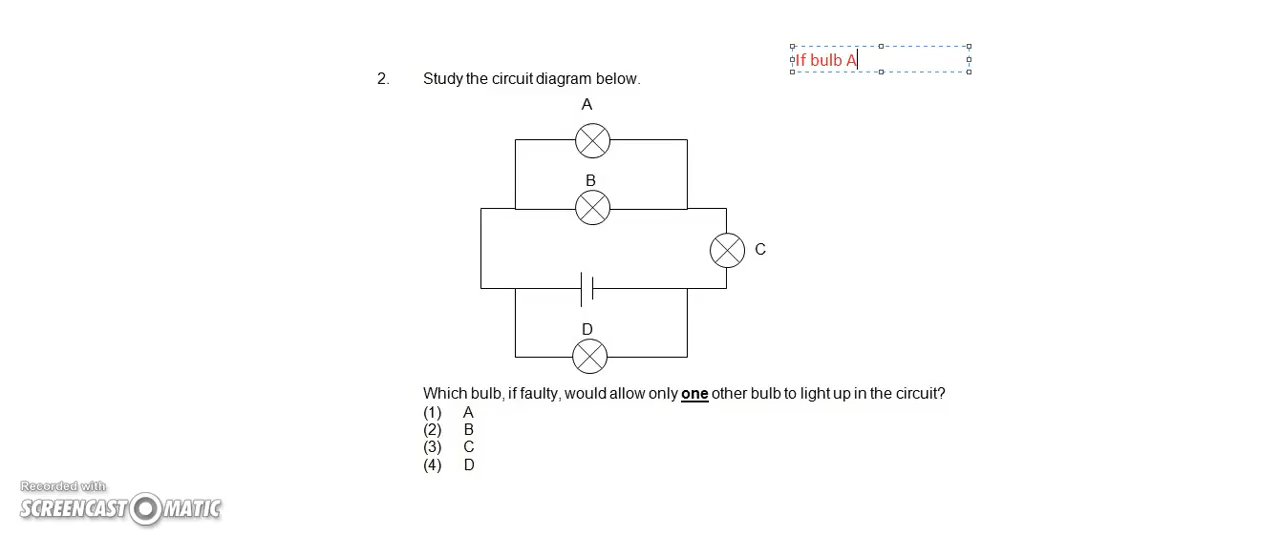 If bulb A
2. Study the circuit diagram below.
A
B
C
D
Which bulb, if faulty, would allow only one other bulb to light up in the circuit?
(1) A
(2) B
(3) C
(4) D
Recorded with
SCREENCAST MATIC